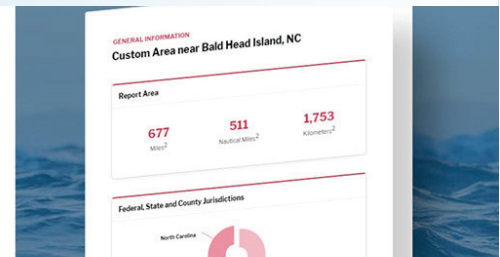 GENERAL INFORMATION
Custom Area near Bald Head Island, NC
Report Area
677 511 1,753
Miles2 Nautical Miles2 Kilometers2
Federal, State and County Jurisdictions
North Carolina